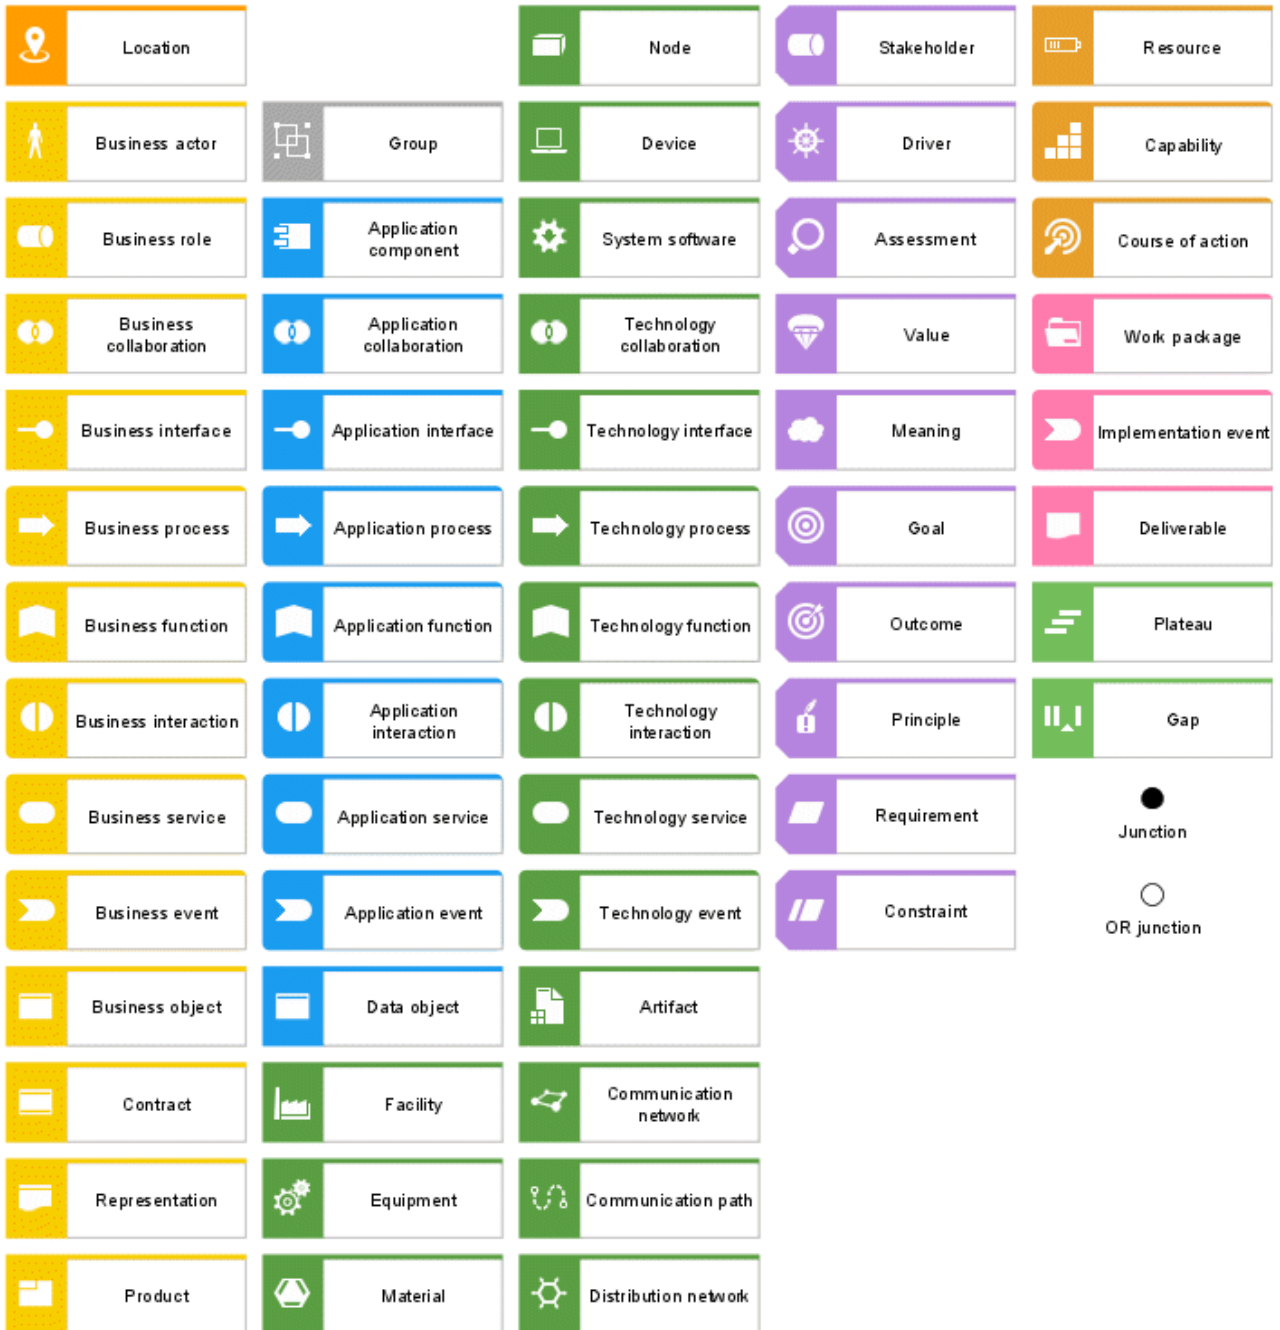 Location
Node
Stakeholder
Resource
Business actor
Group
Device
Driver
Capability
Business role
Application
component
System software
Assessment
Course of action
Business
collaboration
Application
collaboration
Technology
collaboration
Value
Work package
Business interface
Application interface
Technology interface
Meaning
Implementation event
Business process
Application process
Technology process
Goal
Deliverable
Business function
Application function
Technology function
Outcome
Plateau
Business interaction
Application
interaction
Technology
interaction
Principle
Gap
Business service
Application service
Technology service
Requirement
Junction
Business event
Application event
Technology event
Constraint
OR junction
Business object
Data object
Artifact
Contract
Facility
Communication
network
Representation
Equipment
Communication path
Product
Material
Distribution network